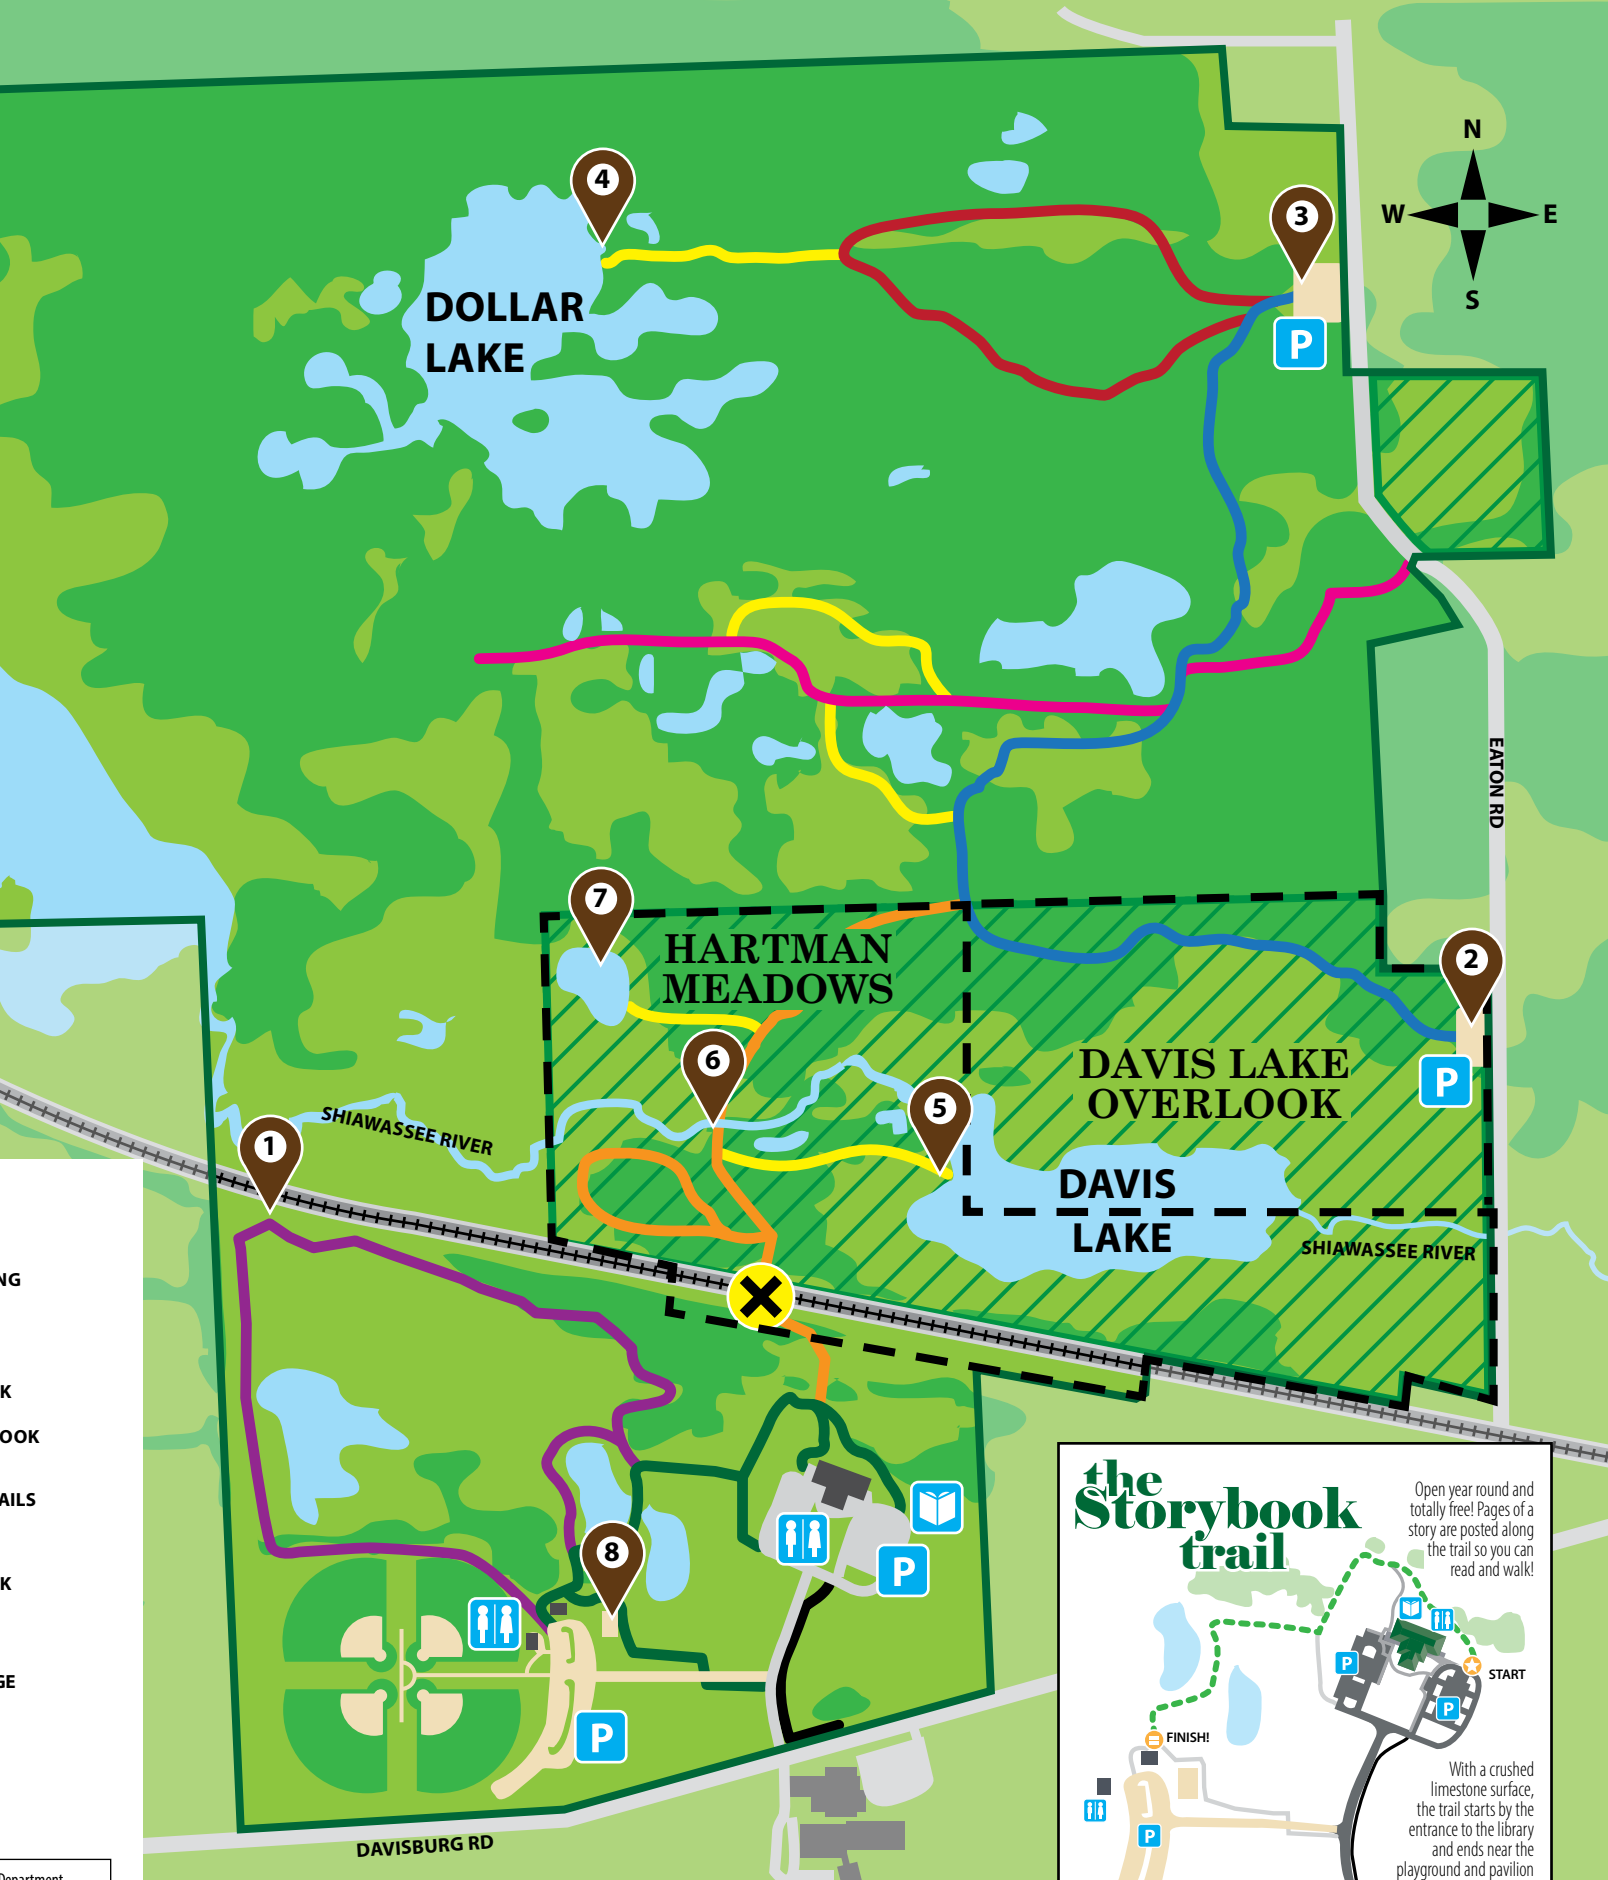 N
W
E
S
4
3
DOLLAR
LAKE
P
EATON RD
7
HARTMAN
MEADOWS
2
6
DAVIS LAKE
OVERLOOK
P
5
SHIAWASSEE RIVER
1
DAVIS
LAKE
SHIAWASSEE RIVER
NG
K
OOK
AILS
K
GE
8
P
P
DAVISBURG RD
Department
the
Storybook
trail
Open year round and
totally free! Pages of a
story are posted along
the trail so you can
read and walk!
P
START
P
FINISH!
With a crushed
limestone surface,
the trail starts by the
entrance to the library
and ends near the
playground and pavilion
P